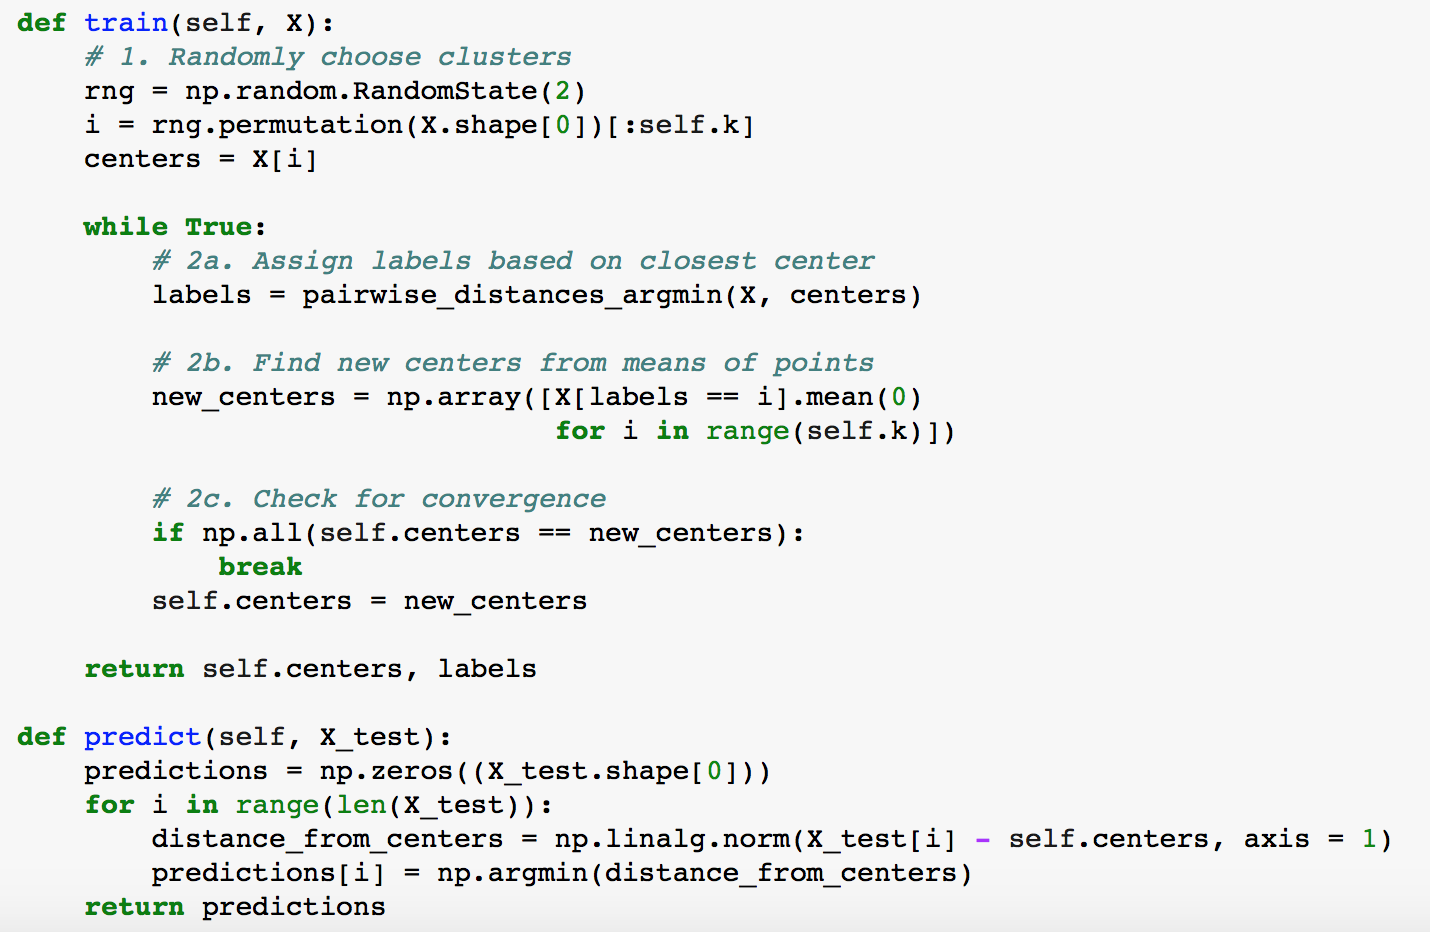 def train(self, X):
    # 1. Randomly choose clusters
    rng = np.random.RandomState(2)
    i = rng.permutation(X.shape[0])[:self.k]
    centers = X[i]

    while True:
        # 2a. Assign labels based on closest center
        labels = pairwise_distances_argmin(X, centers)

        # 2b. Find new centers from means of points
        new_centers = np.array([X[labels == i].mean(0)
                                for i in range(self.k)])

        # 2c. Check for convergence
        if np.all(self.centers == new_centers):
            break
        self.centers = new_centers

    return self.centers, labels

def predict(self, X_test):
    predictions = np.zeros((X_test.shape[0]))
    for i in range(len(X_test)):
        distance_from_centers = np.linalg.norm(X_test[i] - self.centers, axis = 1)
        predictions[i] = np.argmin(distance_from_centers)
    return predictions